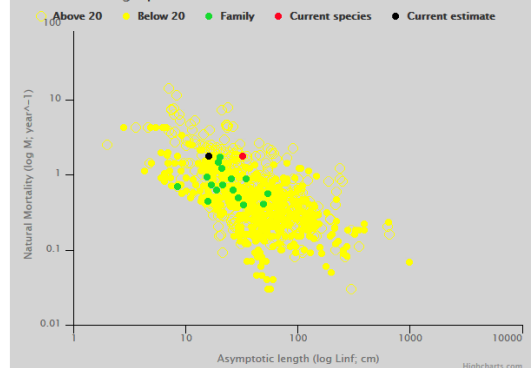 Above 20 Below 20 Family Current species Current estimate
100
10
1
0.1
0.01
Natural Mortality (log M; year^-1)
1 10 100 1000 10000
Asymptotic length (log Linf; cm)
Highcharts.com